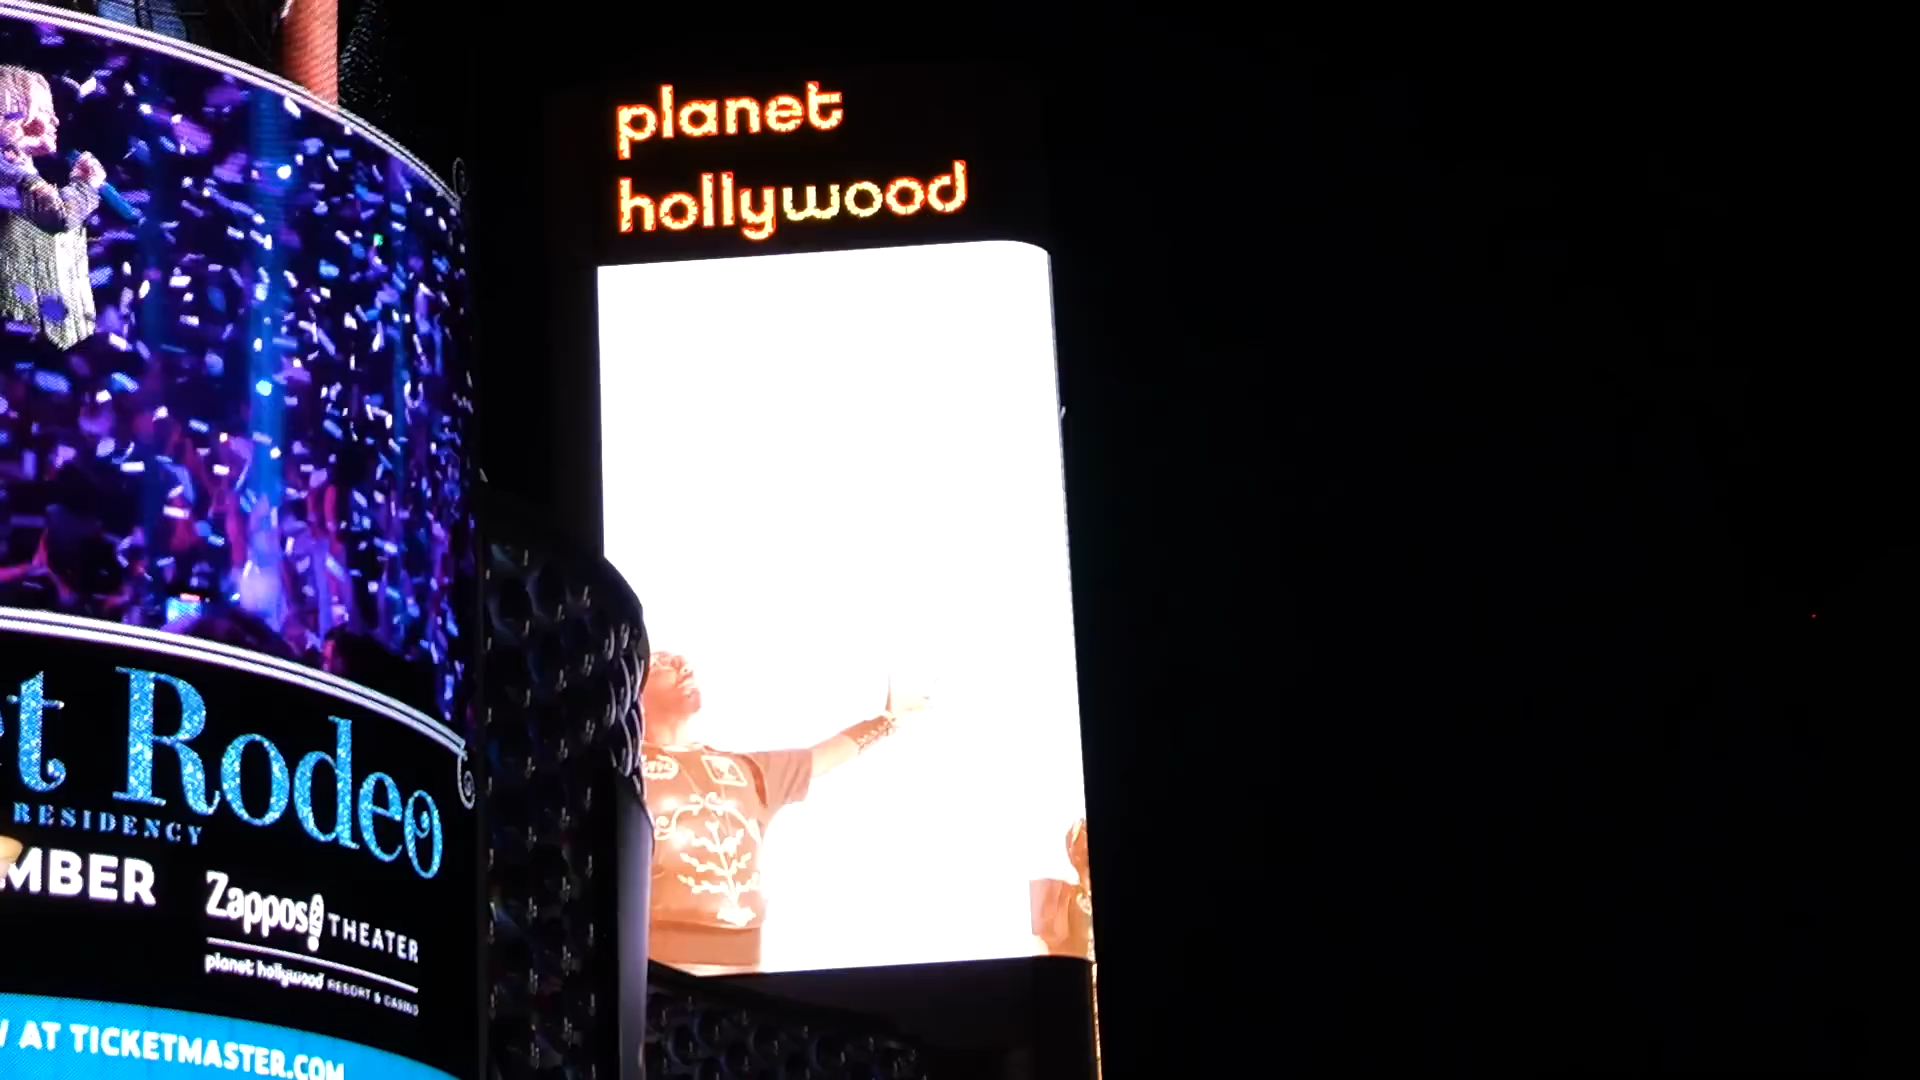 planet
hollywood
t Rodeo
RESIDENCY
MBER
Zappos THEATER
planet hollywood RESORT & CASINO
AT TICKETMASTER.COM